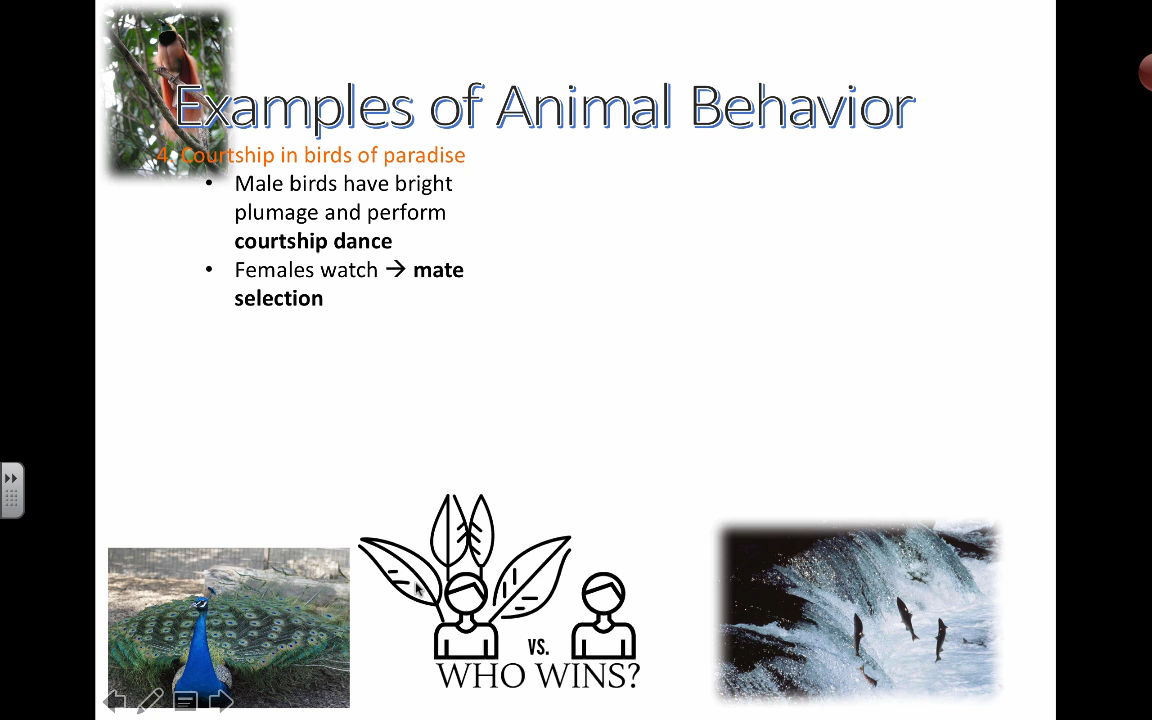 Examples of Animal Behavior
4. Courtship in birds of paradise
• Male birds have bright
plumage and perform
courtship dance
• Females watch → mate
selection
VS.
WHO WINS?